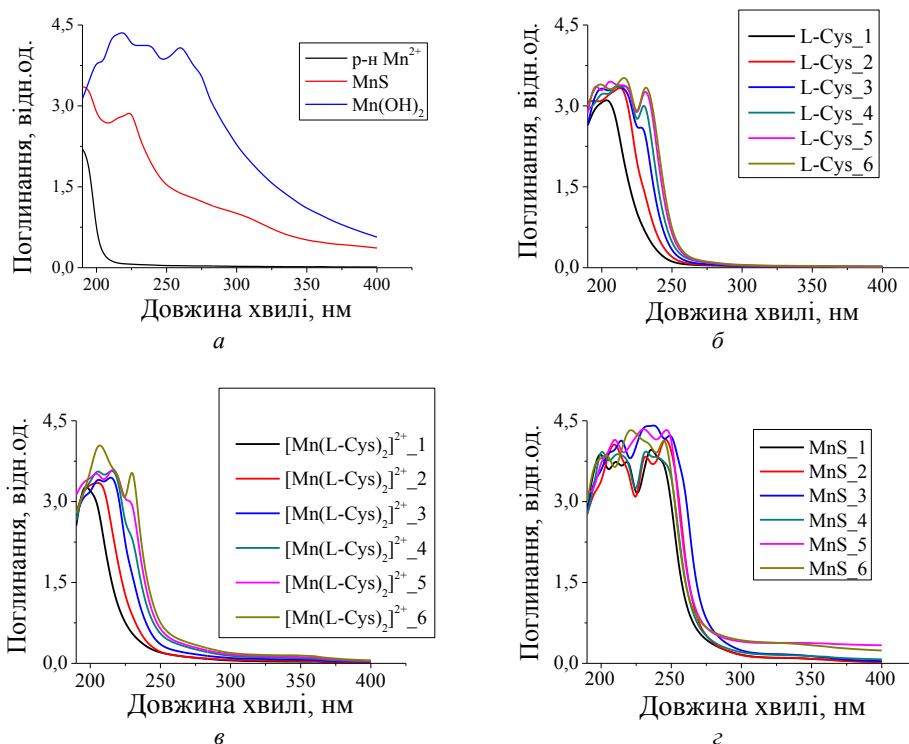 4,5
3,0
1,5
0,0
Поглинання, відн.од.
р-н Mn²⁺
MnS
Mn(OH)₂
200 250 300 350 400
Довжина хвилі, нм
а
4,5
3,0
1,5
0,0
Поглинання, відн.од.
L-Cys_1
L-Cys_2
L-Cys_3
L-Cys_4
L-Cys_5
L-Cys_6
200 250 300 350 400
Довжина хвилі, нм
б
4,5
3,0
1,5
0,0
Поглинання, відн.од.
[Mn(L-Cys)₂]²⁺_1
[Mn(L-Cys)₂]²⁺_2
[Mn(L-Cys)₂]²⁺_3
[Mn(L-Cys)₂]²⁺_4
[Mn(L-Cys)₂]²⁺_5
[Mn(L-Cys)₂]²⁺_6
200 250 300 350 400
Довжина хвилі, нм
в
4,5
3,0
1,5
0,0
Поглинання, відн.од.
MnS_1
MnS_2
MnS_3
MnS_4
MnS_5
MnS_6
200 250 300 350 400
Довжина хвилі, нм
г